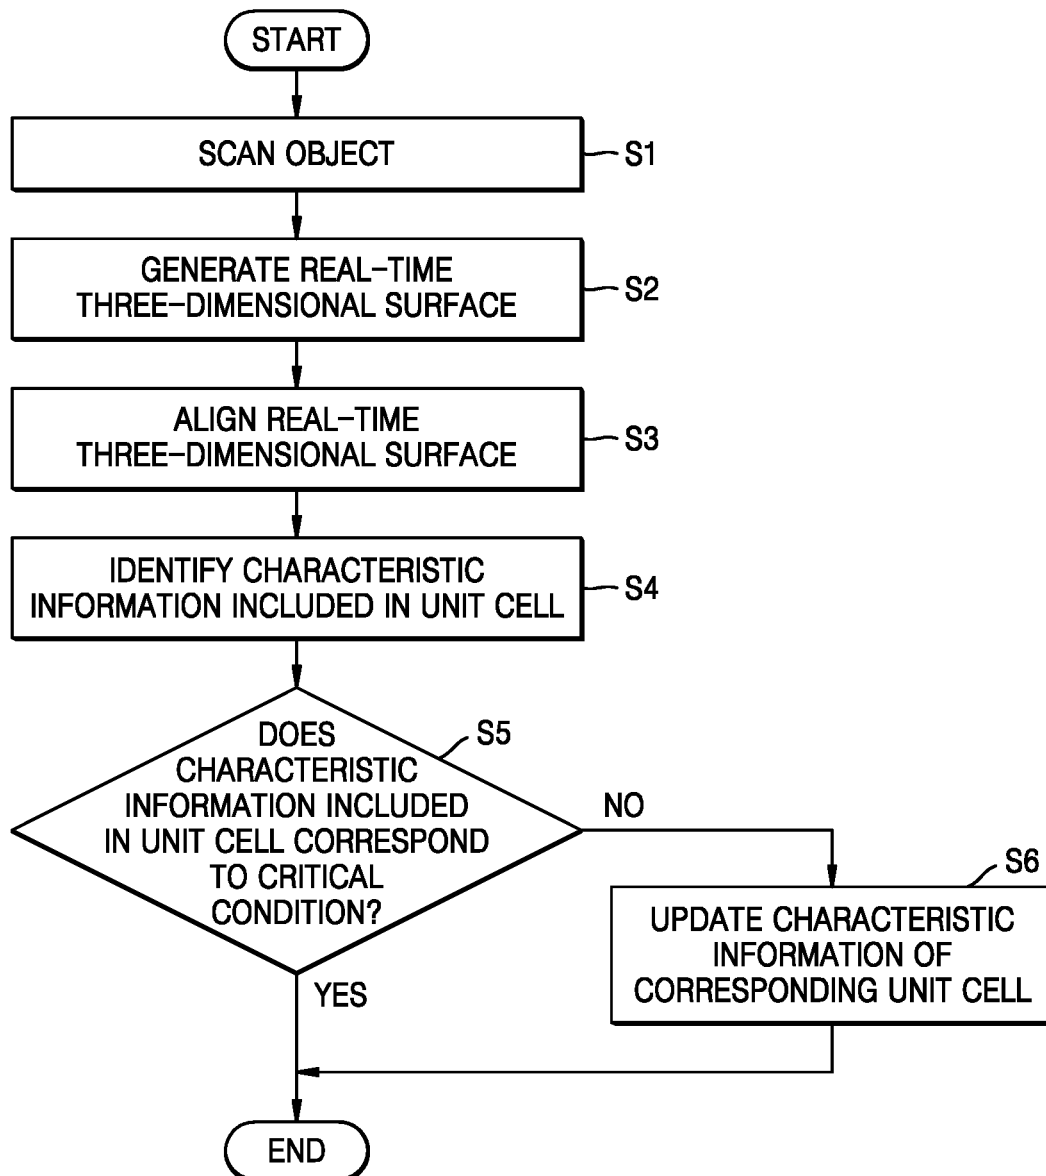 START
SCAN OBJECT
S1
GENERATE REAL-TIME
THREE-DIMENSIONAL SURFACE
S2
ALIGN REAL-TIME
THREE-DIMENSIONAL SURFACE
S3
IDENTIFY CHARACTERISTIC
INFORMATION INCLUDED IN UNIT CELL
S4
DOES
CHARACTERISTIC
INFORMATION INCLUDED
IN UNIT CELL CORRESPOND
TO CRITICAL
CONDITION?
S5
NO
S6
UPDATE CHARACTERISTIC
INFORMATION OF
CORRESPONDING UNIT CELL
YES
END